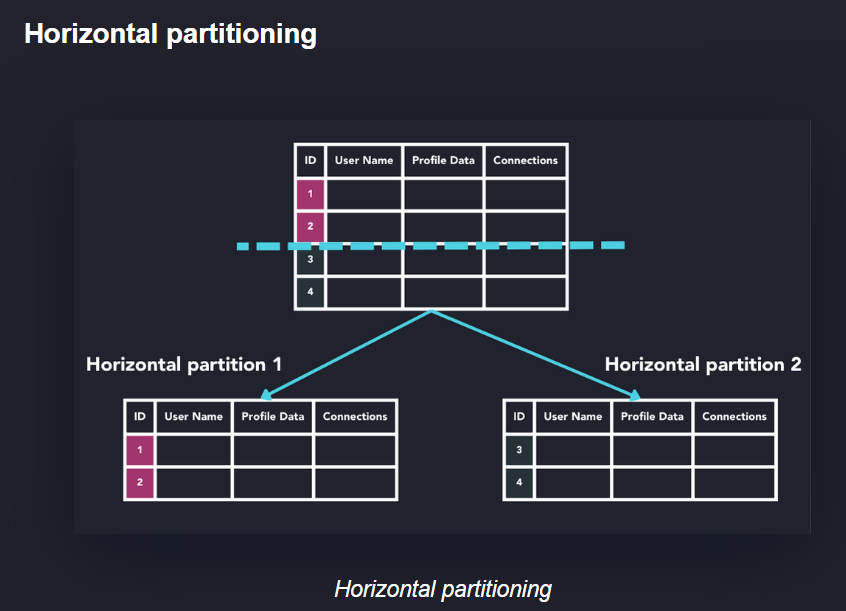 Horizontal partitioning
ID User Name Profile Data Connections
1
2
3
4
Horizontal partition 1
Horizontal partition 2
ID User Name Profile Data Connections
1
2
ID User Name Profile Data Connections
3
4
Horizontal partitioning